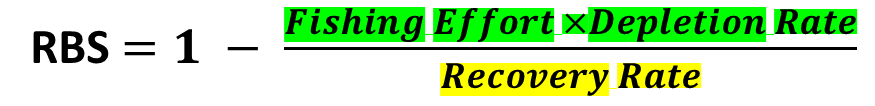 RBS = 1 − Fishing Effort ×Depletion Rate
Recovery Rate